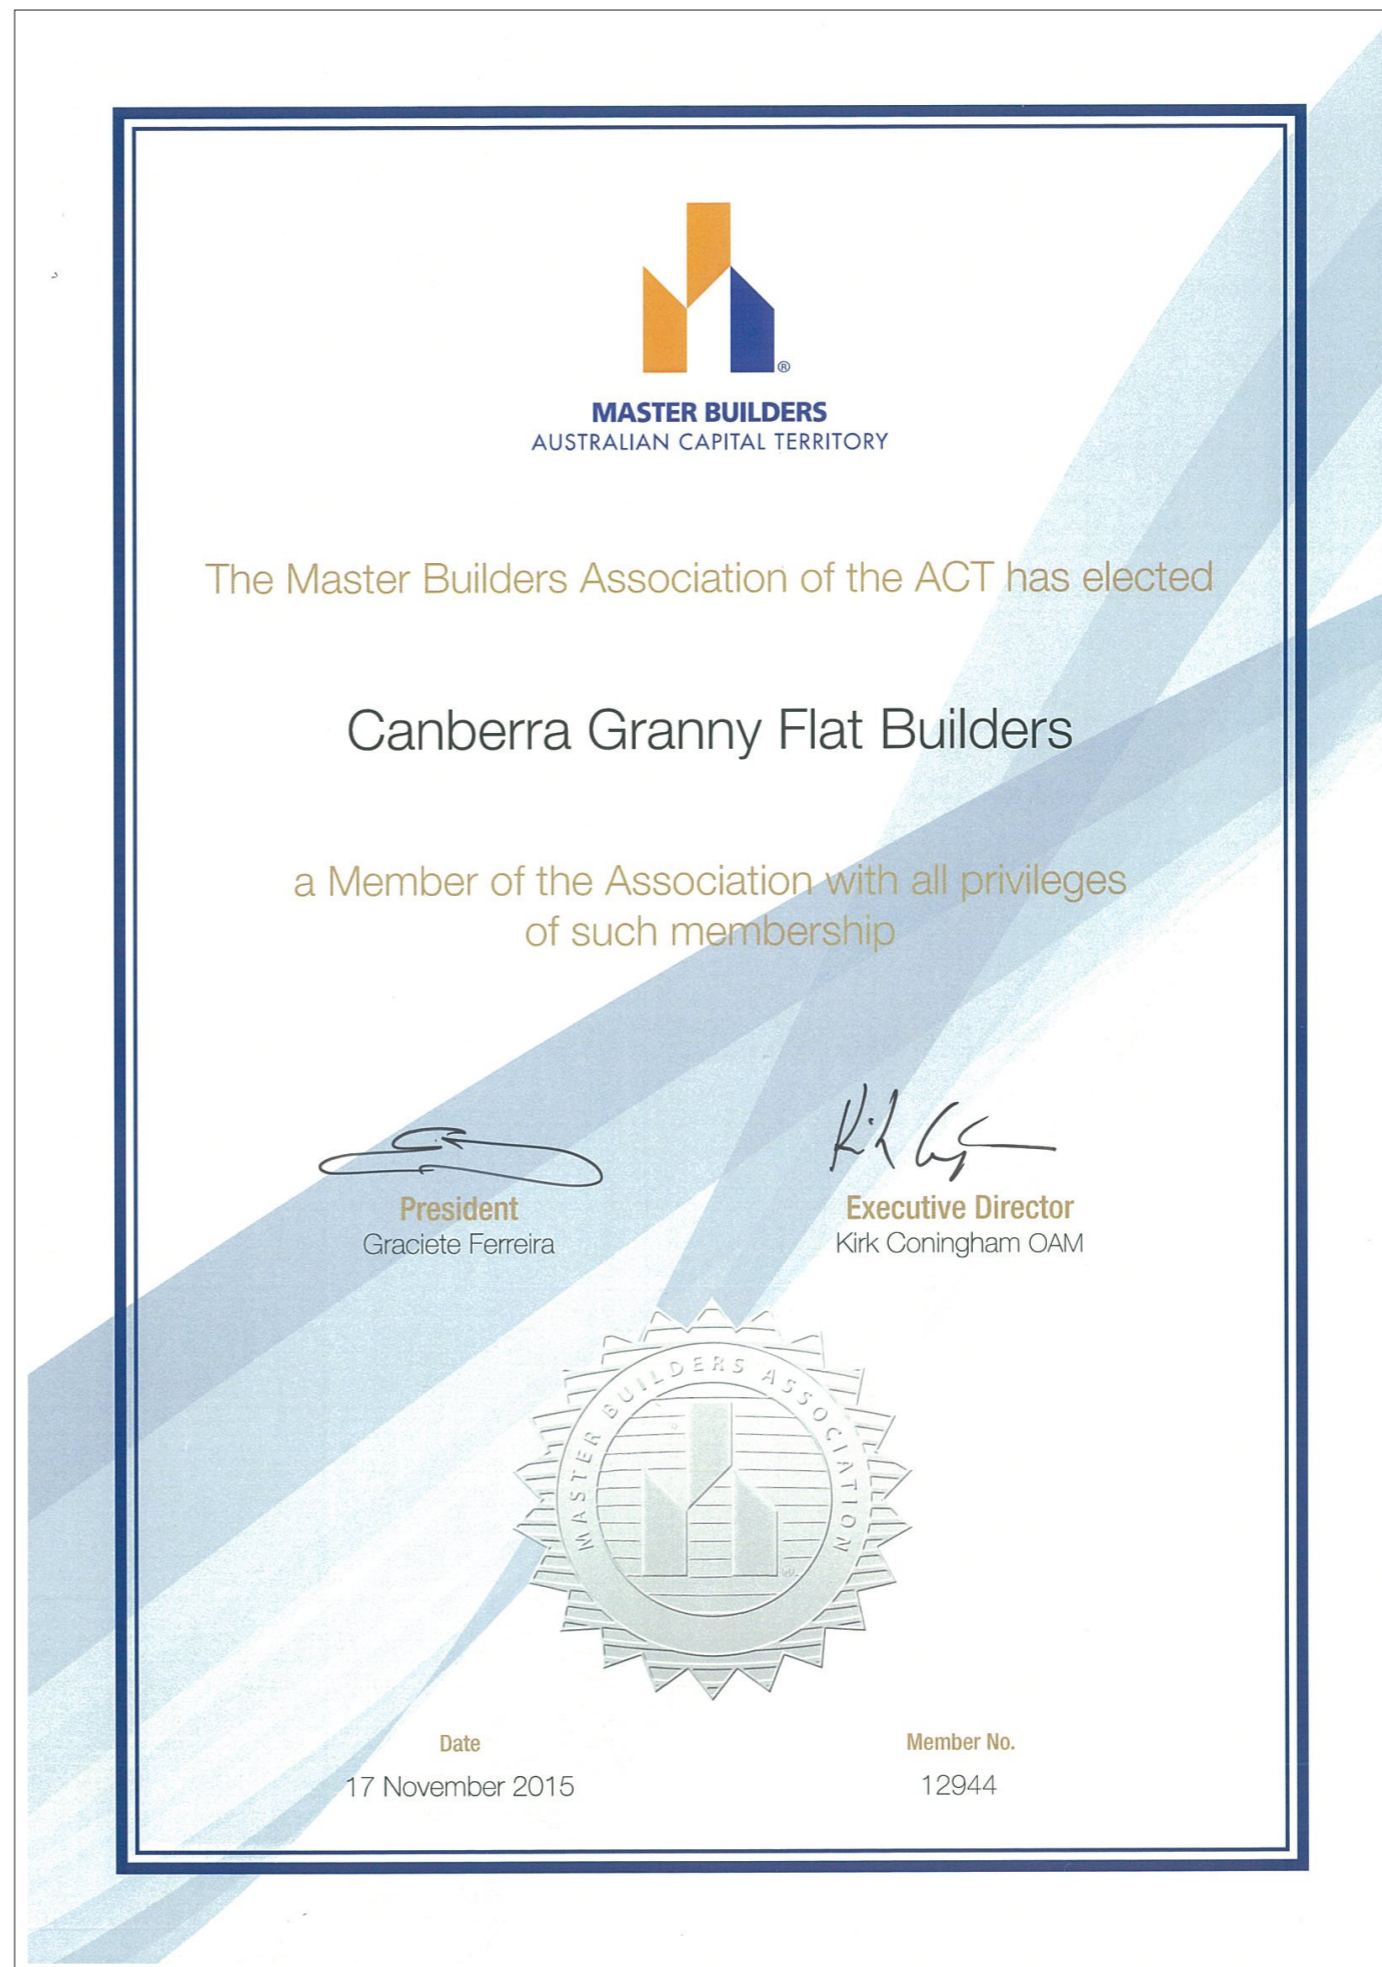 ®
MASTER BUILDERS
AUSTRALIAN CAPITAL TERRITORY
The Master Builders Association of the ACT has elected
Canberra Granny Flat Builders
a Member of the Association with all privileges
of such membership
President
Graciete Ferreira
Executive Director
Kirk Coningham OAM
MASTER BUILDERS ASSOCIATION
Date
17 November 2015
Member No.
12944